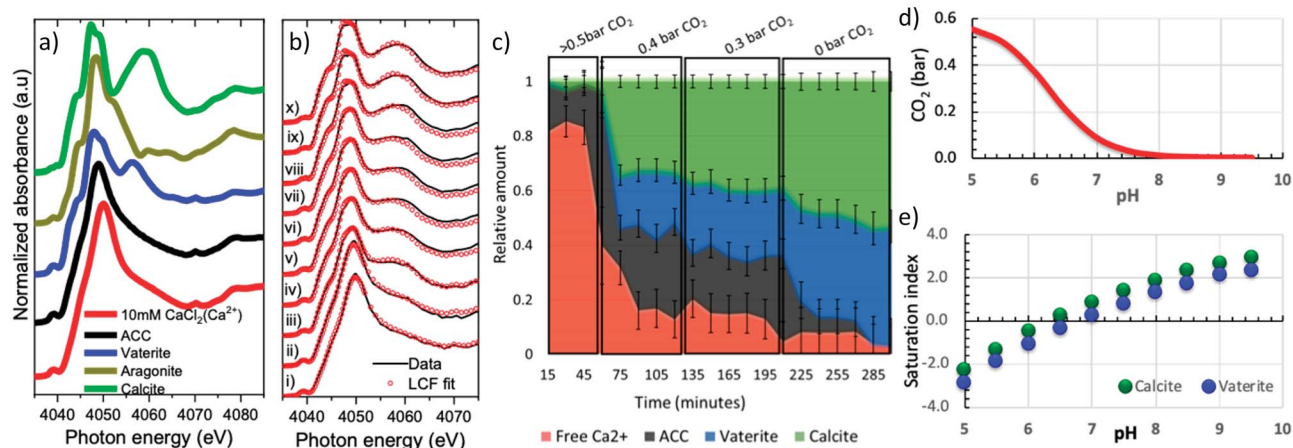 a)
Normalized absorbance (a.u)
10mM CaCl₂(Ca²⁺)
ACC
Vaterite
Aragonite
Calcite
4040 4050 4060 4070 4080
Photon energy (eV)
b)
x)
ix)
viii)
vii)
vi)
v)
iv)
iii)
ii)
i)
Data
LCF fit
4040 4050 4060 4070
Photon energy (eV)
c)
>0.5bar CO₂
0.4 bar CO₂
0.3 bar CO₂
0 bar CO₂
Relative amount
1
0.8
0.6
0.4
0.2
0
15 45 75 105 135 165 195 225 255 285
Time (minutes)
Free Ca2+ ACC Vaterite Calcite
d)
CO₂ (bar)
0.6
0.4
0.2
0.0
5 6 7 8 9 10
pH
e)
Saturation index
4.0
2.0
0.0
-2.0
-4.0
Calcite Vaterite
5 6 7 8 9 10
pH